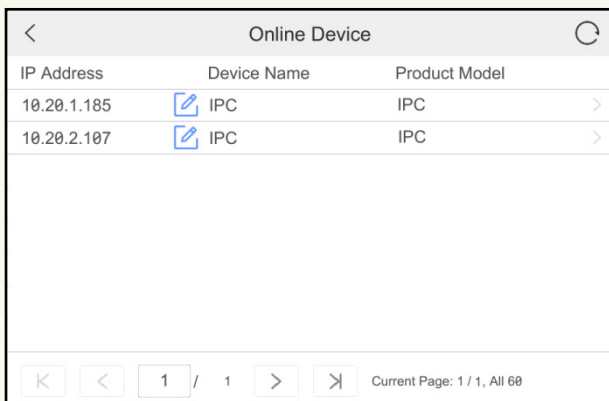 Online Device
IP Address Device Name Product Model
10.20.1.185 IPC IPC
10.20.2.107 IPC IPC
1 / 1 Current Page: 1 / 1, All 60